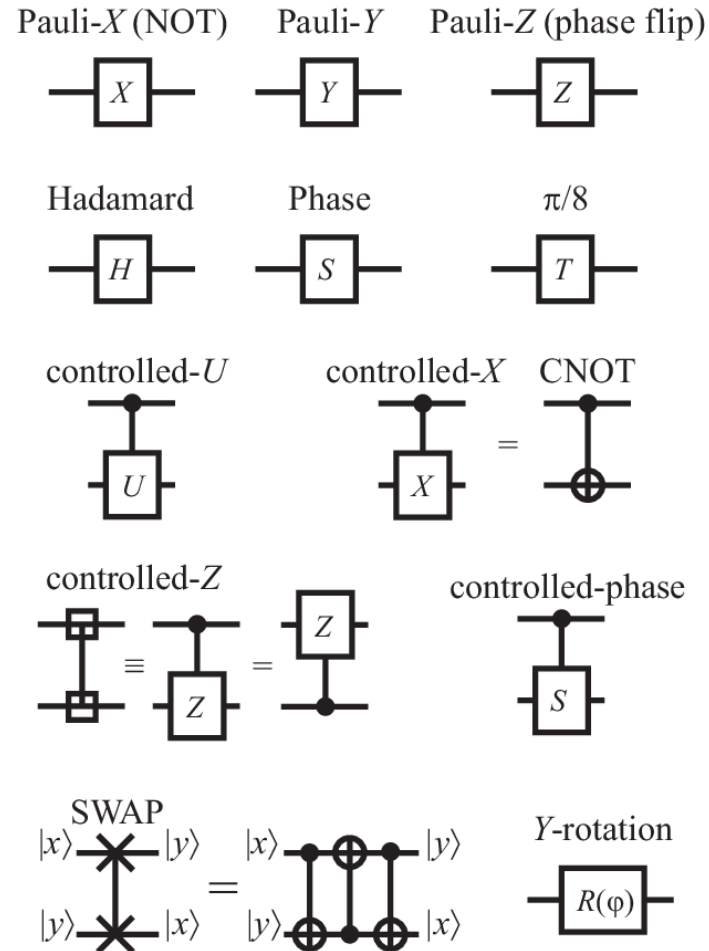 Pauli-X (NOT) Pauli-Y Pauli-Z (phase flip)
X Y Z
Hadamard Phase π/8
H S T
controlled-U controlled-X CNOT
=
U X
controlled-Z controlled-phase
Z
≡ =
Z S
SWAP Y-rotation
|x⟩ |y⟩ |x⟩ |y⟩
= R(φ)
|y⟩ |x⟩ |y⟩ |x⟩